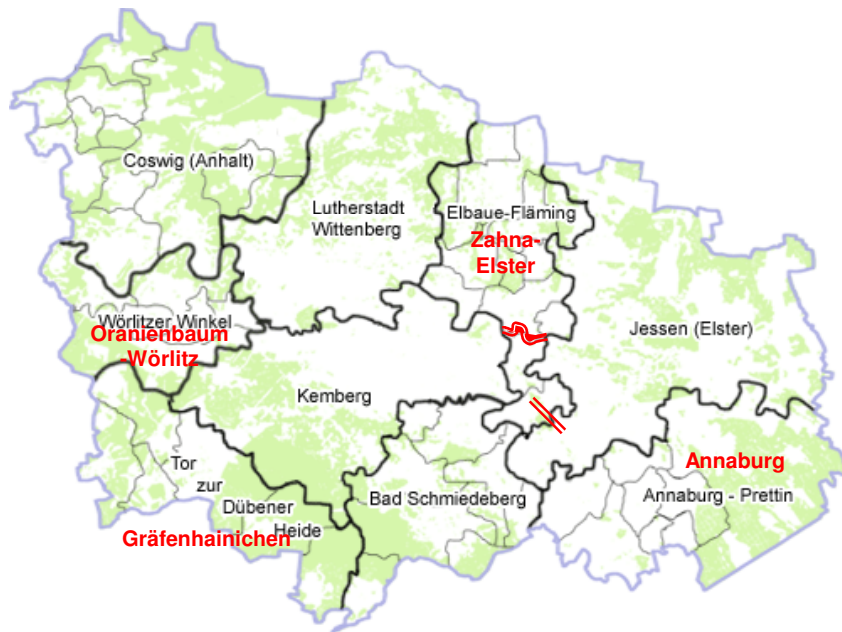 Coswig (Anhalt)
Lutherstadt
Wittenberg
Elbaue-Fläming
Zahna-
Elster
Wörlitzer Winkel
Oranienbaum
-Wörlitz
Jessen (Elster)
Kemberg
Tor
zur
Dübener
Heide
Gräfenhainichen
Bad Schmiedeberg
Annaburg
Annaburg - Prettin